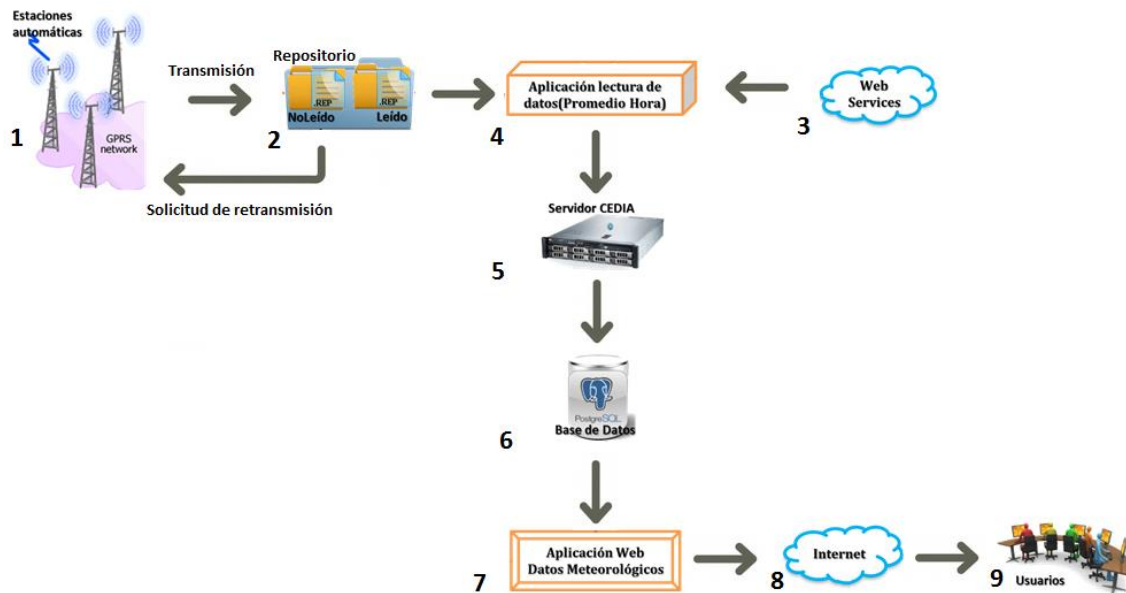 Estaciones
automáticas
1
GPRS
network
Transmisión
Solicitud de retransmisión
Repositorio
.REP
.REP
NoLeído
Leído
2
Aplicación lectura de
datos(Promedio Hora)
4
Web
Services
3
Servidor CEDIA
5
PostgreSQL
Base de Datos
6
Aplicación Web
Datos Meteorológicos
7
Internet
8
9
Usuarios